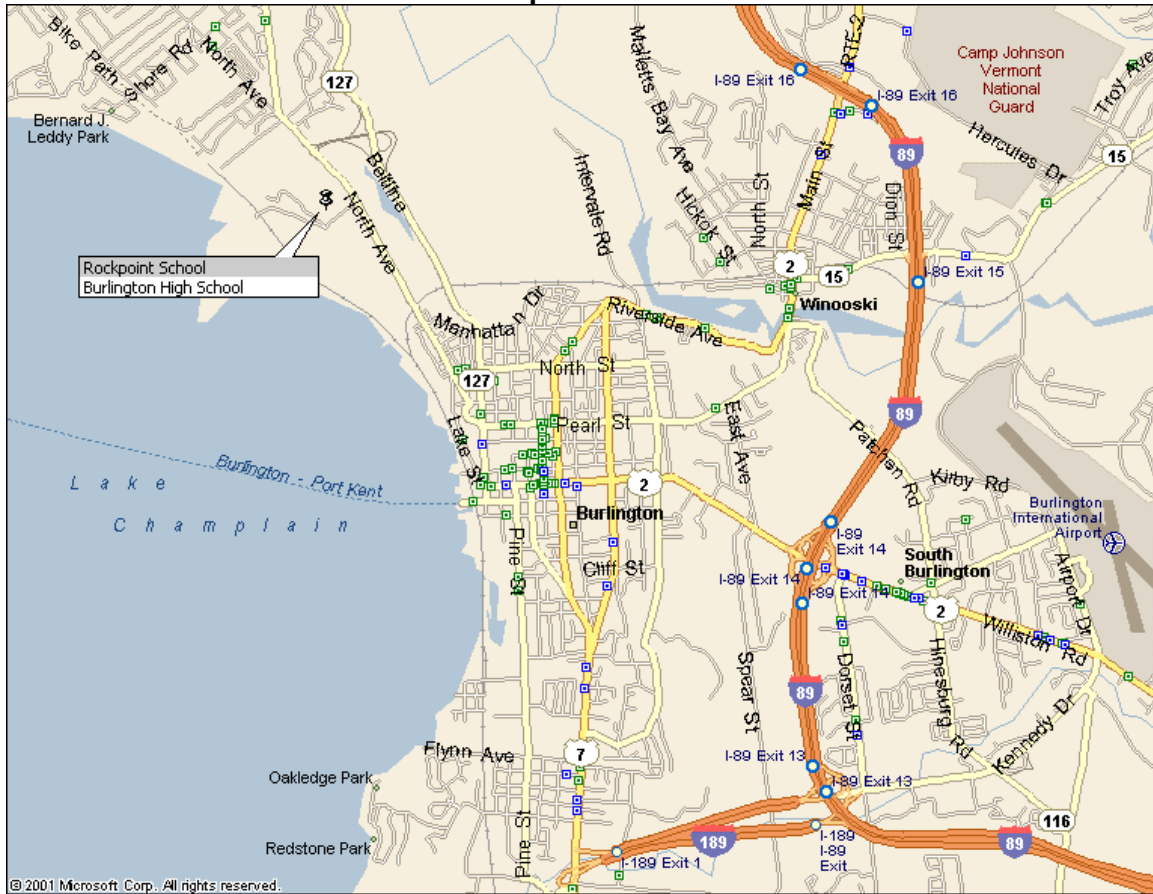 Bike Path
Shore Rd
North Ave
127
Beltline
Bernard J.
Leddy Park
North Ave
Rockpoint School
Burlington High School
Intervale Rd
Malletts Bay Ave
Hickok St
North St
Main St
RTE 2
I-89 Exit 16
I-89 Exit 16
Camp Johnson
Vermont
National
Guard
Troy Ave
Hercules Dr
15
89
Dion St
2
15
I-89 Exit 15
Winooski
Manhattan Dr
Riverside Ave
North St
127
Pearl St
Lake St
East Ave
89
Patchen Rd
Kilby Rd
Burlington - Port Kent
Lake
Champlain
2
Burlington
Burlington
International
Airport
I-89
Exit 14
Pine St
Cliff St
I-89 Exit 14
South
Burlington
I-89 Exit 14
2
Airport Dr
Williston Rd
Spear St
89
Dorset St
Hinesburg Rd
Kennedy Dr
Flynn Ave
7
Oakledge Park
I-89 Exit 13
I-89 Exit 13
116
Redstone Park
Pine St
189
I-189
I-89
Exit
89
I-189 Exit 1
© 2001 Microsoft Corp. All rights reserved.